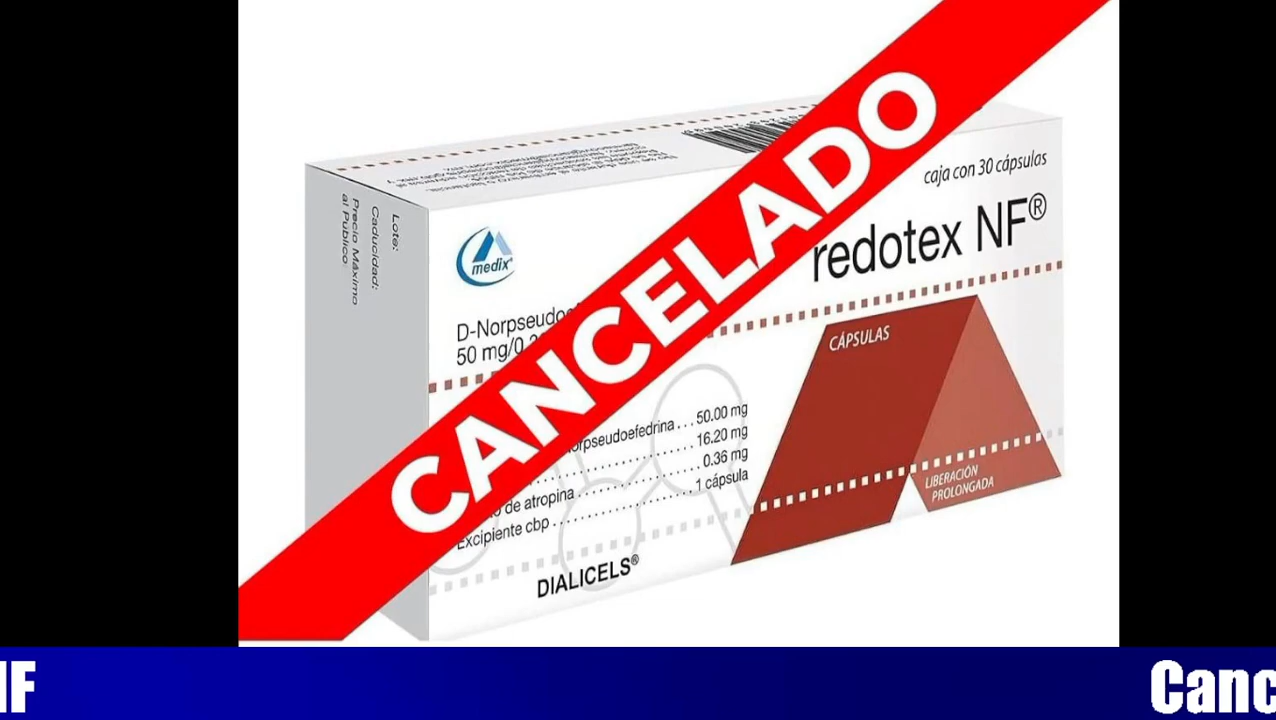 caja con 30 cápsulas
redotex NF®
medix®
D-Norpseudo
50 mg/0
CANCELADO
CÁPSULAS
orpseudoefedrina...50.00 mg
16.20 mg
de atropina 0.36 mg
Excipiente cbp 1 cápsula
LIBERACIÓN
PROLONGADA
DIALICELS®
Lote:
Caducidad:
Precio Máximo
al Público
Canc